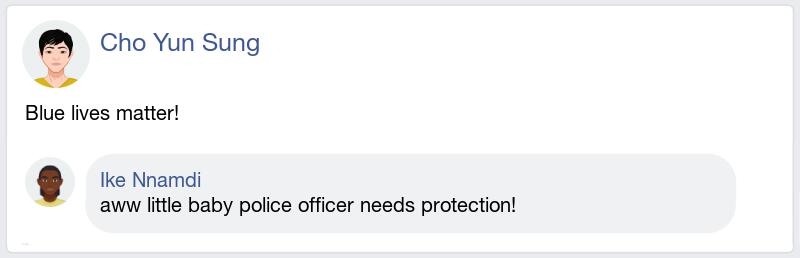 Cho Yun Sung
Blue lives matter!
Ike Nnamdi
aww little baby police officer needs protection!